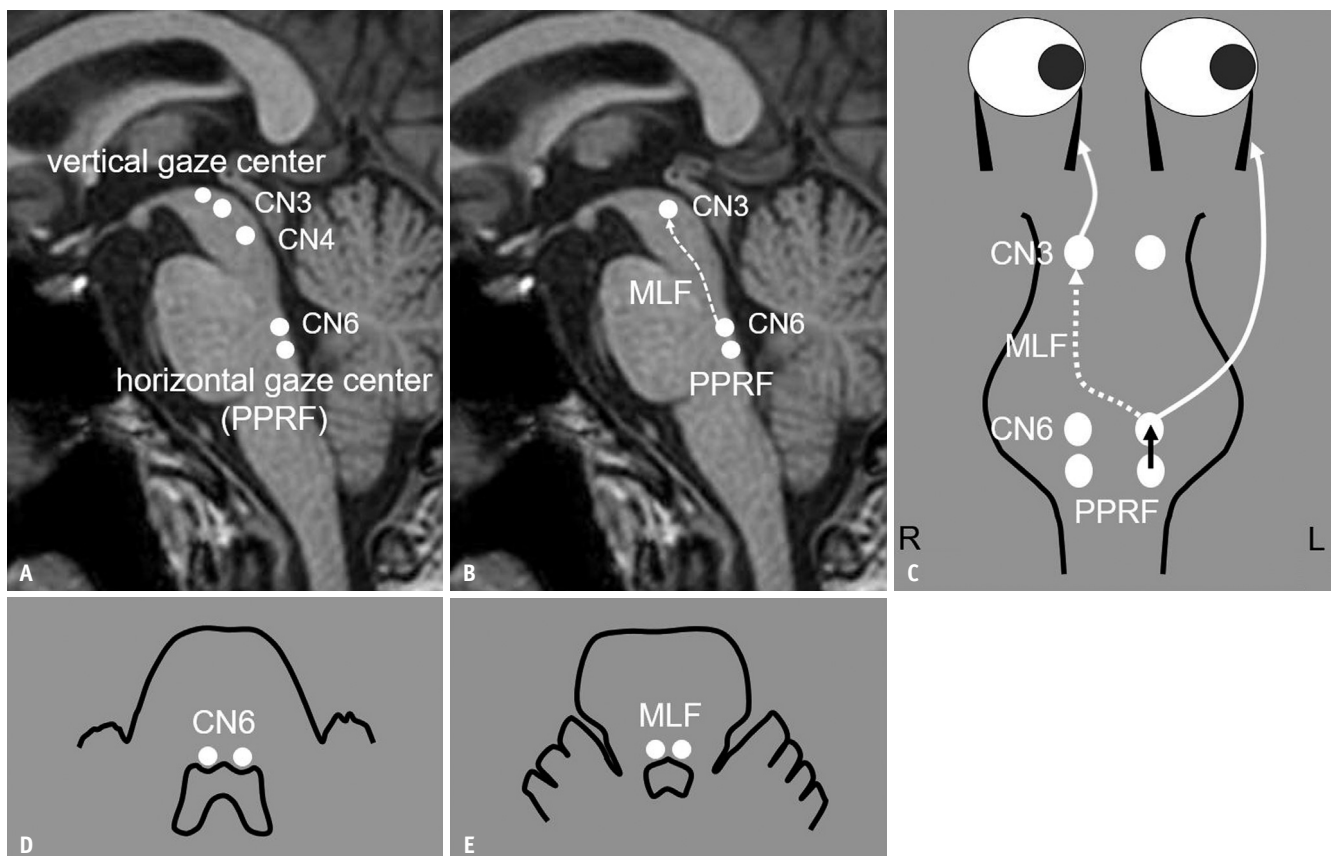 vertical gaze center
CN3
CN4
CN6
horizontal gaze center
(PPRF)
A
CN3
MLF
CN6
PPRF
B
CN3
MLF
CN6
PPRF
R
L
C
CN6
D
MLF
E